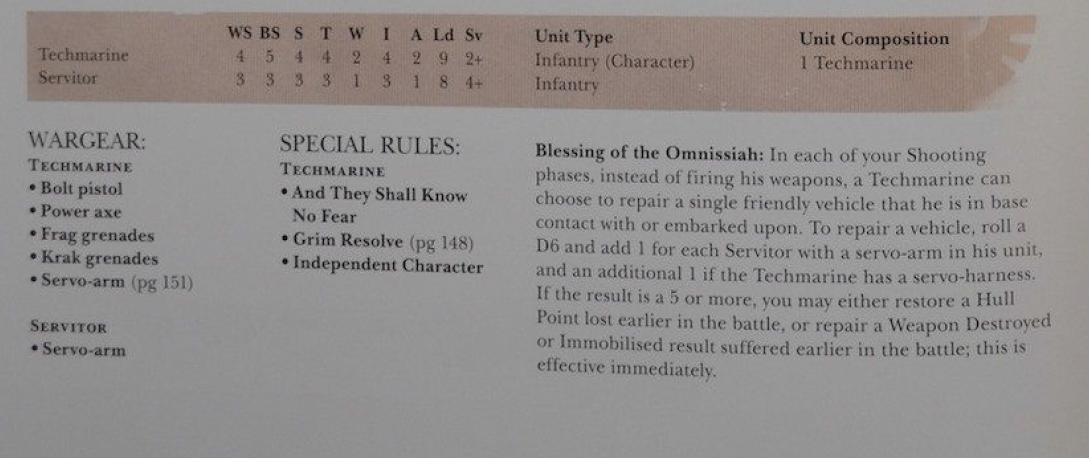 WS BS S T W I A Ld Sv Unit Type Unit Composition
Techmarine 4 5 4 4 2 4 2 9 2+ Infantry (Character) 1 Techmarine
Servitor 3 3 3 3 1 3 1 8 4+ Infantry
WARGEAR:
TECHMARINE
• Bolt pistol
• Power axe
• Frag grenades
• Krak grenades
• Servo-arm (pg 151)
SERVITOR
• Servo-arm
SPECIAL RULES:
TECHMARINE
• And They Shall Know
No Fear
• Grim Resolve (pg 148)
• Independent Character
Blessing of the Omnissiah: In each of your Shooting
phases, instead of firing his weapons, a Techmarine can
choose to repair a single friendly vehicle that he is in base
contact with or embarked upon. To repair a vehicle, roll a
D6 and add 1 for each Servitor with a servo-arm in his unit,
and an additional 1 if the Techmarine has a servo-harness.
If the result is a 5 or more, you may either restore a Hull
Point lost earlier in the battle, or repair a Weapon Destroyed
or Immobilised result suffered earlier in the battle; this is
effective immediately.